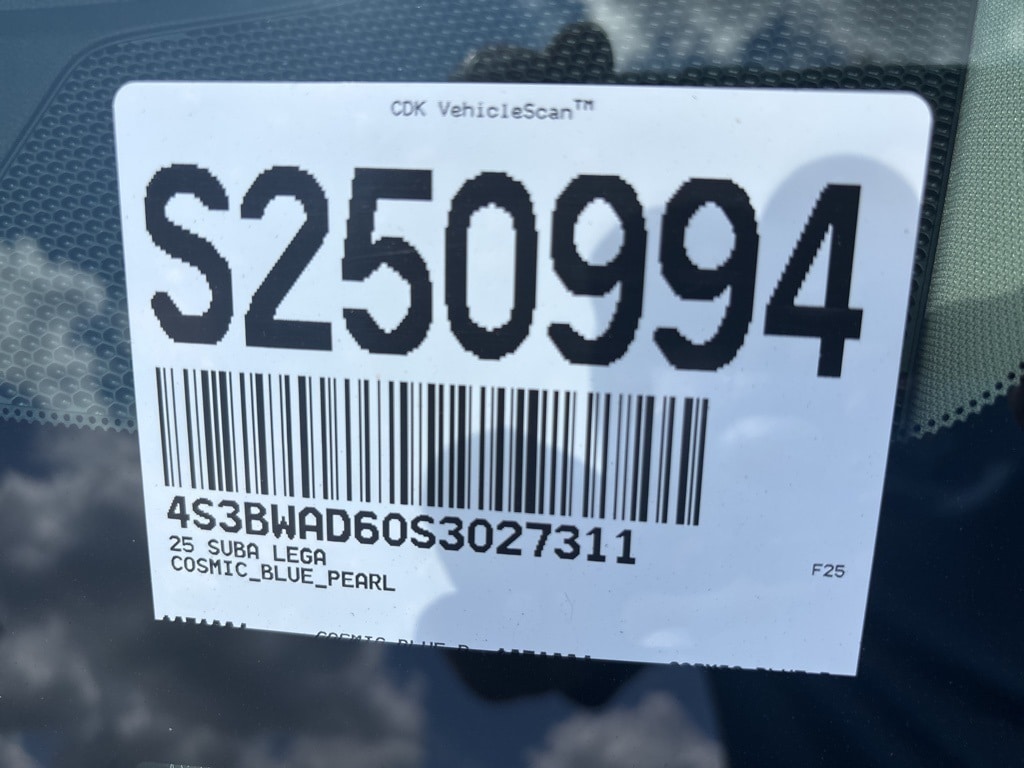 CDK VehicleScan™
S250994
4S3BWAD60S3027311
25 SUBA LEGA
COSMIC_BLUE_PEARL
F25